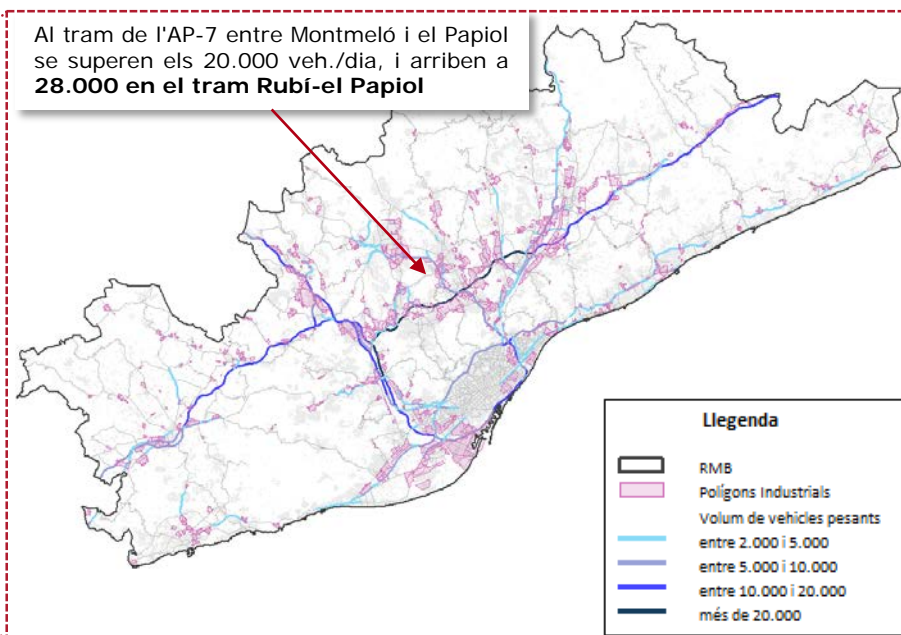 Al tram de l'AP-7 entre Montmeló i el Papiol
se superen els 20.000 veh./dia, i arriben a
28.000 en el tram Rubí-el Papiol
Llegenda
RMB
Polígons Industrials
Volum de vehicles pesants
entre 2.000 i 5.000
entre 5.000 i 10.000
entre 10.000 i 20.000
més de 20.000